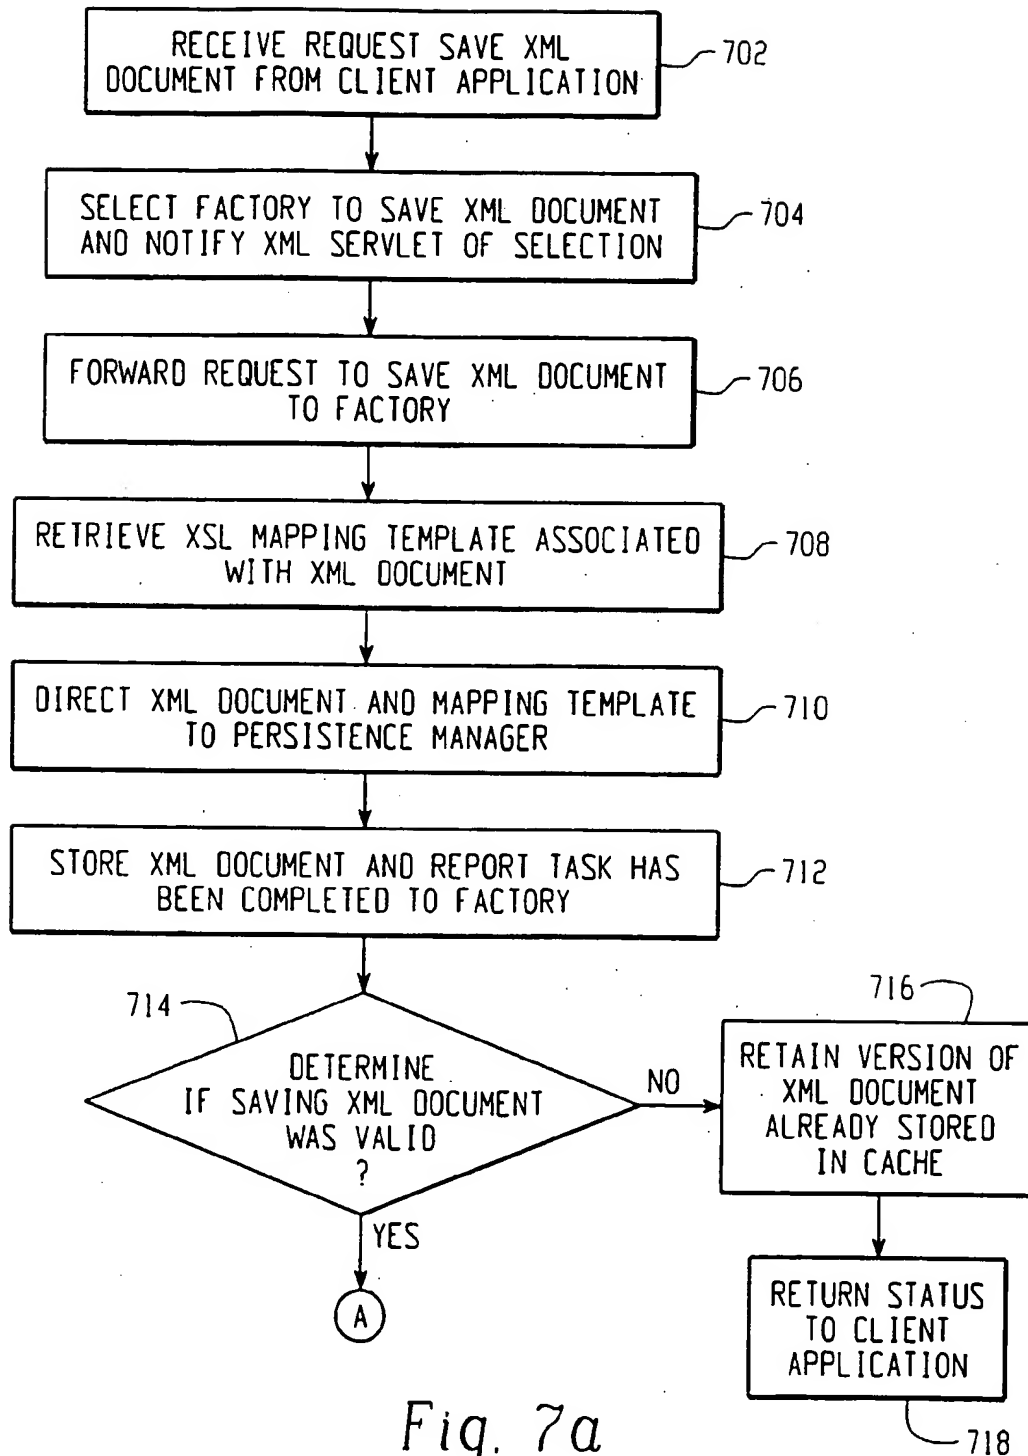 RECEIVE REQUEST SAVE XML
DOCUMENT FROM CLIENT APPLICATION
702
SELECT FACTORY TO SAVE XML DOCUMENT
AND NOTIFY XML SERVLET OF SELECTION
704
FORWARD REQUEST TO SAVE XML DOCUMENT
TO FACTORY
706
RETRIEVE XSL MAPPING TEMPLATE ASSOCIATED
WITH XML DOCUMENT
708
DIRECT XML DOCUMENT AND MAPPING TEMPLATE
TO PERSISTENCE MANAGER
710
STORE XML DOCUMENT AND REPORT TASK HAS
BEEN COMPLETED TO FACTORY
712
714
DETERMINE
IF SAVING XML DOCUMENT
WAS VALID
?
NO
YES
A
716
RETAIN VERSION OF
XML DOCUMENT
ALREADY STORED
IN CACHE
RETURN STATUS
TO CLIENT
APPLICATION
718
Fig. 7a